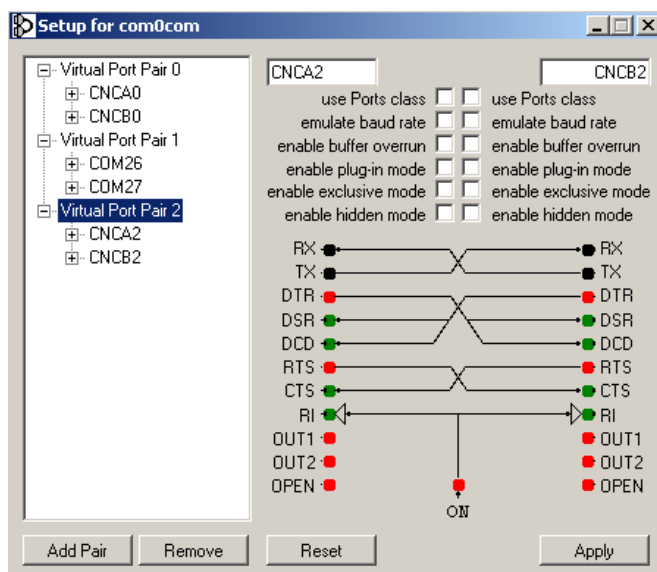 Setup for com0com
Virtual Port Pair 0
CNCA0
CNCB0
Virtual Port Pair 1
COM26
COM27
Virtual Port Pair 2
CNCA2
CNCB2
CNCA2 CNCB2
use Ports class use Ports class
emulate baud rate emulate baud rate
enable buffer overrun enable buffer overrun
enable plug-in mode enable plug-in mode
enable exclusive mode enable exclusive mode
enable hidden mode enable hidden mode
RX RX
TX TX
DTR DTR
DSR DSR
DCD DCD
RTS RTS
CTS CTS
RI RI
OUT1 OUT1
OUT2 OUT2
OPEN OPEN
ON
Add Pair Remove Reset Apply